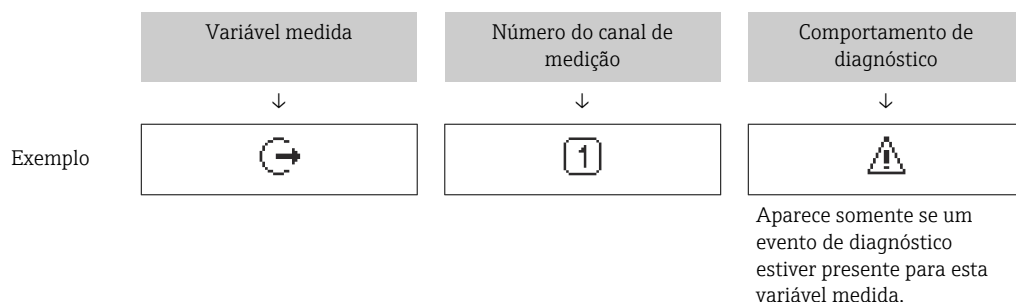 Variável medida
Número do canal de
medição
Comportamento de
diagnóstico
↓ ↓ ↓
Exemplo
1
Aparece somente se um
evento de diagnóstico
estiver presente para esta
variável medida.